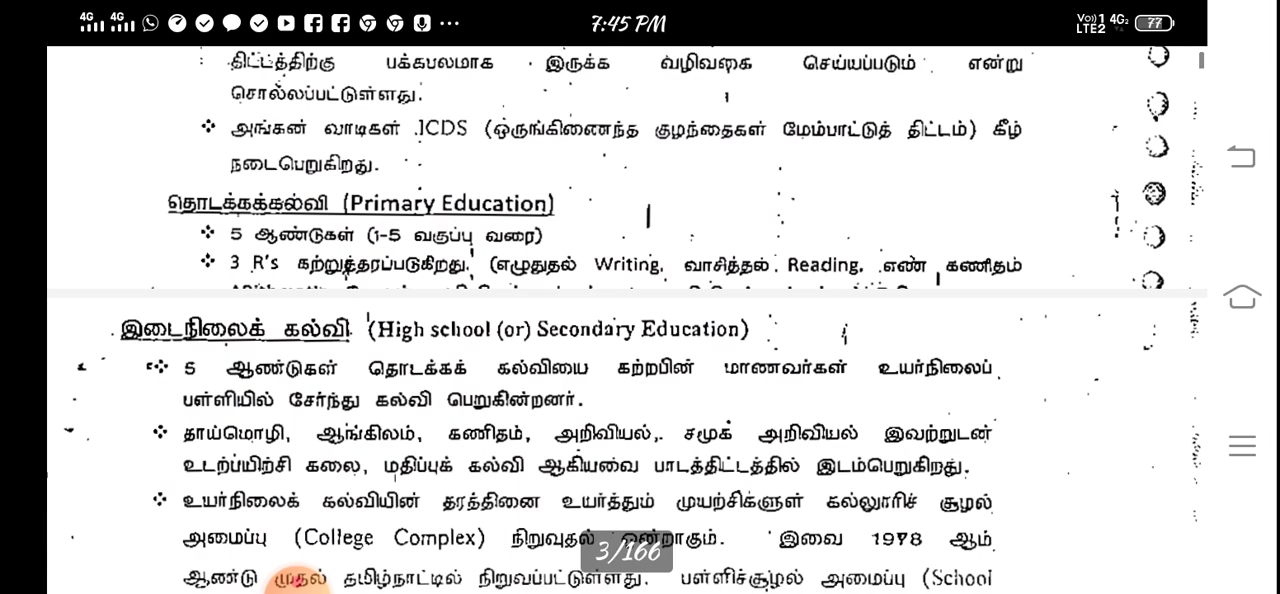 4G 4G 7:45 PM Vo)) 1 4G2 LTE2 77
திட்டத்திற்கு பக்கபலமாக இருக்க வழிவகை செய்யப்படும் என்று
சொல்லப்பட்டுள்ளது.
❖ அங்கன் வாடிகள் ICDS (ஒருங்கிணைந்த குழந்தைகள் மேம்பாட்டுத் திட்டம்) கீழ்
நடைபெறுகிறது.
தொடக்கக்கல்வி (Primary Education)
❖ 5 ஆண்டுகள் (1-5 வகுப்பு வரை)
❖ 3 R's கற்றுத்தரப்படுகிறது. (எழுதுதல் Writing, வாசித்தல் Reading, எண் கணிதம்
இடைநிலைக் கல்வி (High school (or) Secondary Education)
❖ 5 ஆண்டுகள் தொடக்கக் கல்வியை கற்றபின் மாணவர்கள் உயர்நிலைப்
பள்ளியில் சேர்ந்து கல்வி பெறுகின்றனர்.
❖ தாய்மொழி, ஆங்கிலம், கணிதம், அறிவியல், சமூக அறிவியல் இவற்றுடன்
உடற்பயிற்சி கலை, மதிப்புக் கல்வி ஆகியவை பாடத்திட்டத்தில் இடம்பெறுகிறது.
❖ உயர்நிலைக் கல்வியின் தரத்தினை உயர்த்தும் முயற்சிகளுள் கல்லூரிச் சூழல்
அமைப்பு (College Complex) நிறுவுதல் ஒன்றாகும். இவை 1978 ஆம்
3/166
ஆண்டு முதல் தமிழ்நாட்டில் நிறுவப்பட்டுள்ளது. பள்ளிச்சூழல் அமைப்பு (School